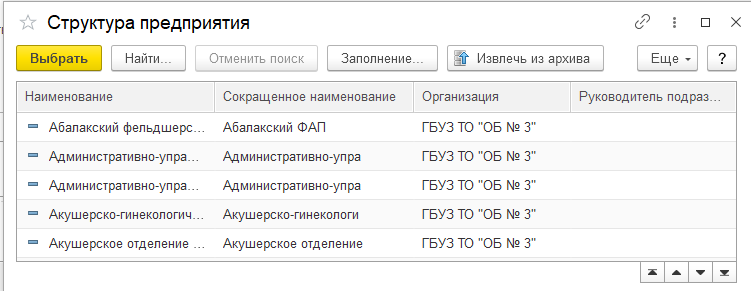 Структура предприятия
Выбрать Найти... Отменить поиск Заполнение... Извлечь из архива Еще ?
Наименование Сокращенное наименование Организация Руководитель подраз...
Абалакский фельдшерс... Абалакский ФАП ГБУЗ ТО "ОБ № 3"
Административно-упра... Административно-упра ГБУЗ ТО "ОБ № 3"
Административно-упра... Административно-упра ГБУЗ ТО "ОБ № 3"
Акушерско-гинекологич... Акушерско-гинекологи ГБУЗ ТО "ОБ № 3"
Акушерское отделение ... Акушерское отделение ГБУЗ ТО "ОБ № 3"